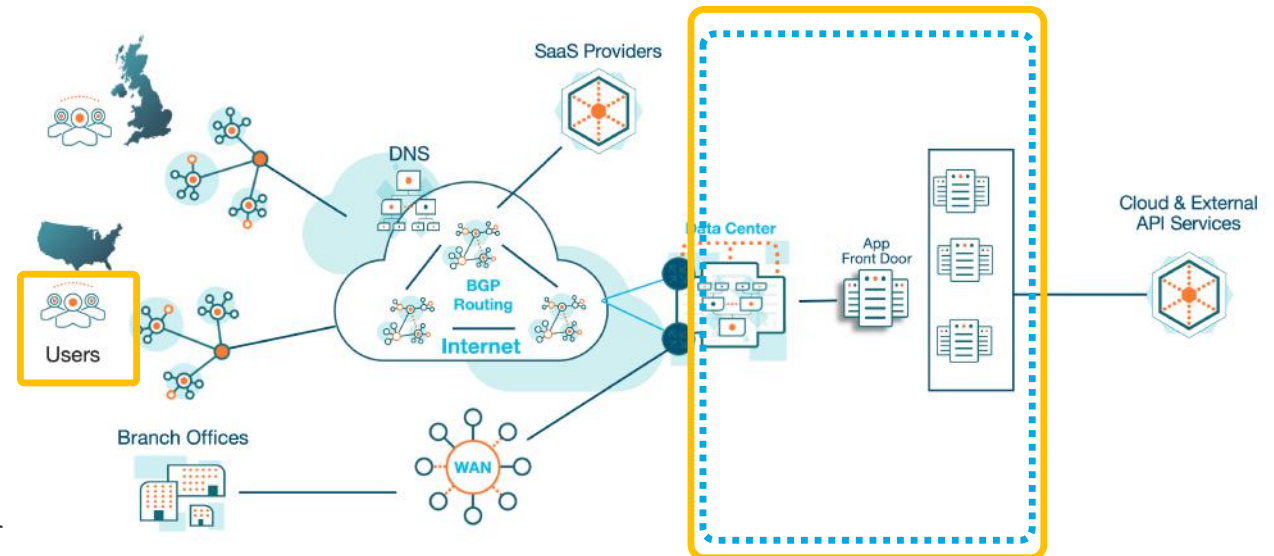 SaaS Providers
DNS
Cloud & External
API Services
Data Center
App
Front Door
BGP
Routing
Internet
Users
Branch Offices
WAN